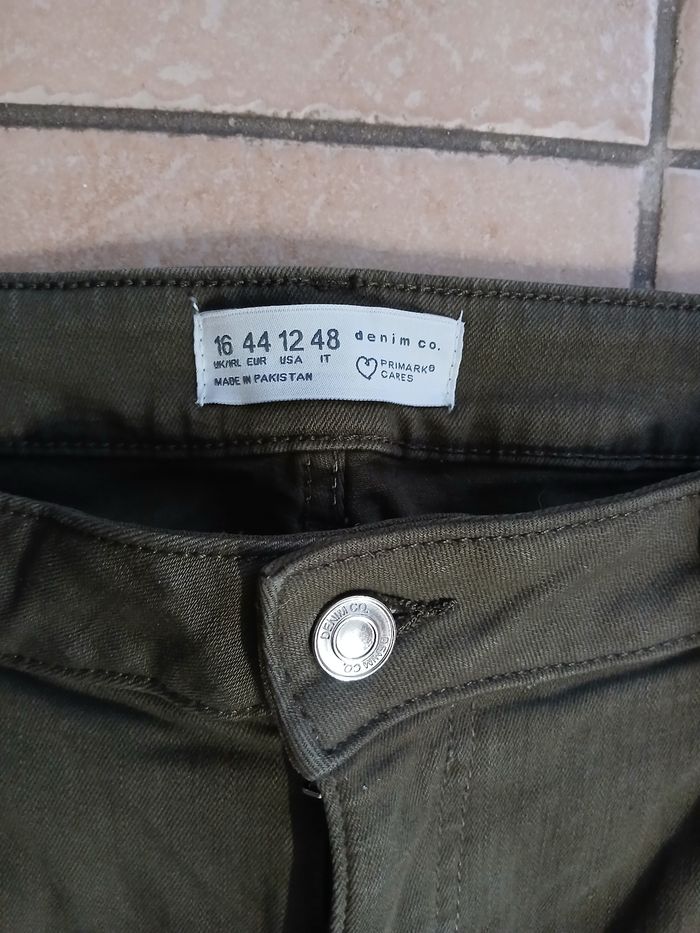 16 44 12 48 denim co.
UK/IRL EUR USA IT
PRIMARK®
CARES
MADE IN PAKISTAN
DENIM CO.
DENIM CO.